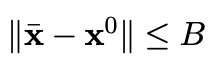 ‖x̄ − x⁰‖ ≤ B